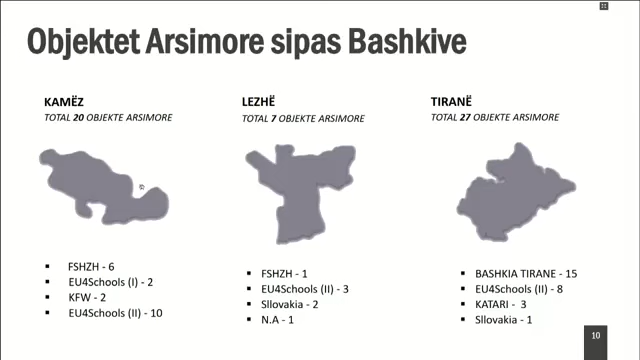 Objektet Arsimore sipas Bashkive
KAMËZ
TOTAL 20 OBJEKTE ARSIMORE
FSHZH - 6
EU4Schools (I) - 2
KFW - 2
EU4Schools (II) - 10
LEZHË
TOTAL 7 OBJEKTE ARSIMORE
FSHZH - 1
EU4Schools (II) - 3
Sllovakia - 2
N.A - 1
TIRANË
TOTAL 27 OBJEKTE ARSIMORE
BASHKIA TIRANE - 15
EU4Schools (II) - 8
KATARI - 3
Sllovakia - 1
10